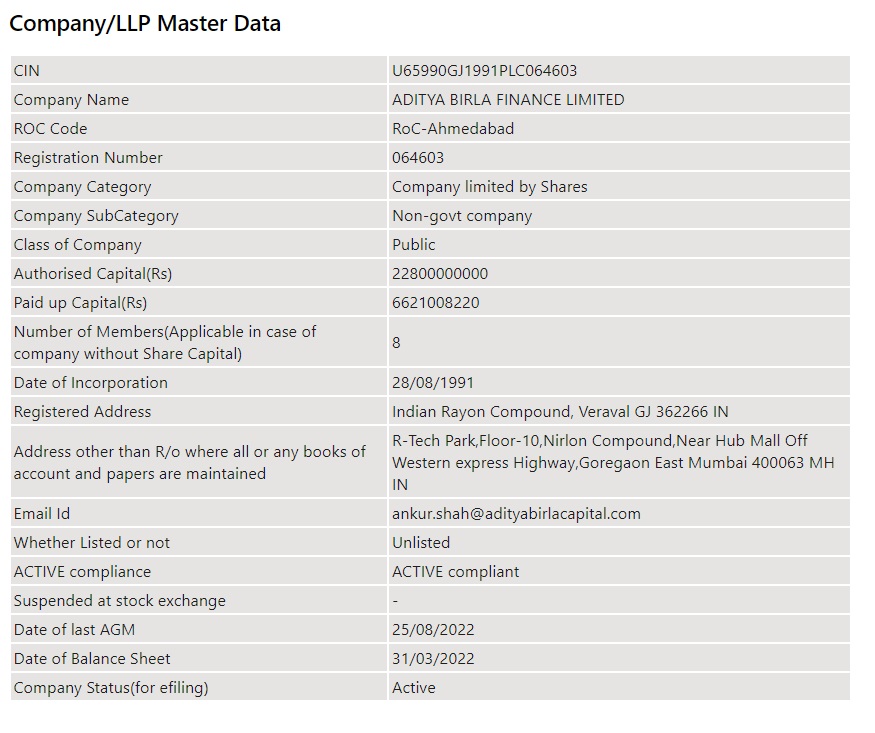 Company/LLP Master Data
CIN U65990GJ1991PLC064603
Company Name ADITYA BIRLA FINANCE LIMITED
ROC Code RoC-Ahmedabad
Registration Number 064603
Company Category Company limited by Shares
Company SubCategory Non-govt company
Class of Company Public
Authorised Capital(Rs) 22800000000
Paid up Capital(Rs) 6621008220
Number of Members(Applicable in case of
company without Share Capital) 8
Date of Incorporation 28/08/1991
Registered Address Indian Rayon Compound, Veraval GJ 362266 IN
Address other than R/o where all or any books of
account and papers are maintained
R-Tech Park,Floor-10,Nirlon Compound,Near Hub Mall Off
Western express Highway,Goregaon East Mumbai 400063 MH
IN
Email Id ankur.shah@adityabirlacapital.com
Whether Listed or not Unlisted
ACTIVE compliance ACTIVE compliant
Suspended at stock exchange -
Date of last AGM 25/08/2022
Date of Balance Sheet 31/03/2022
Company Status(for efiling) Active